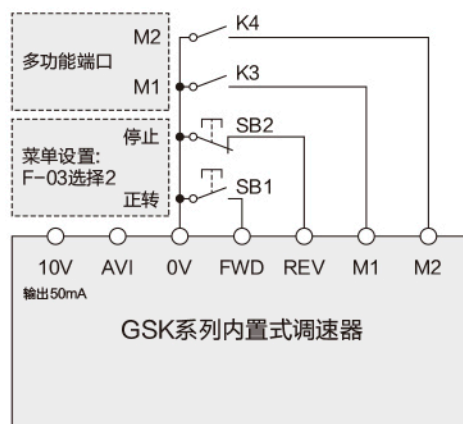 M2
K4
多功能端口
M1
K3
停止
SB2
菜单设置:
F-03选择2
正转
SB1
10V AVI 0V FWD REV M1 M2
输出50mA
GSK系列内置式调速器